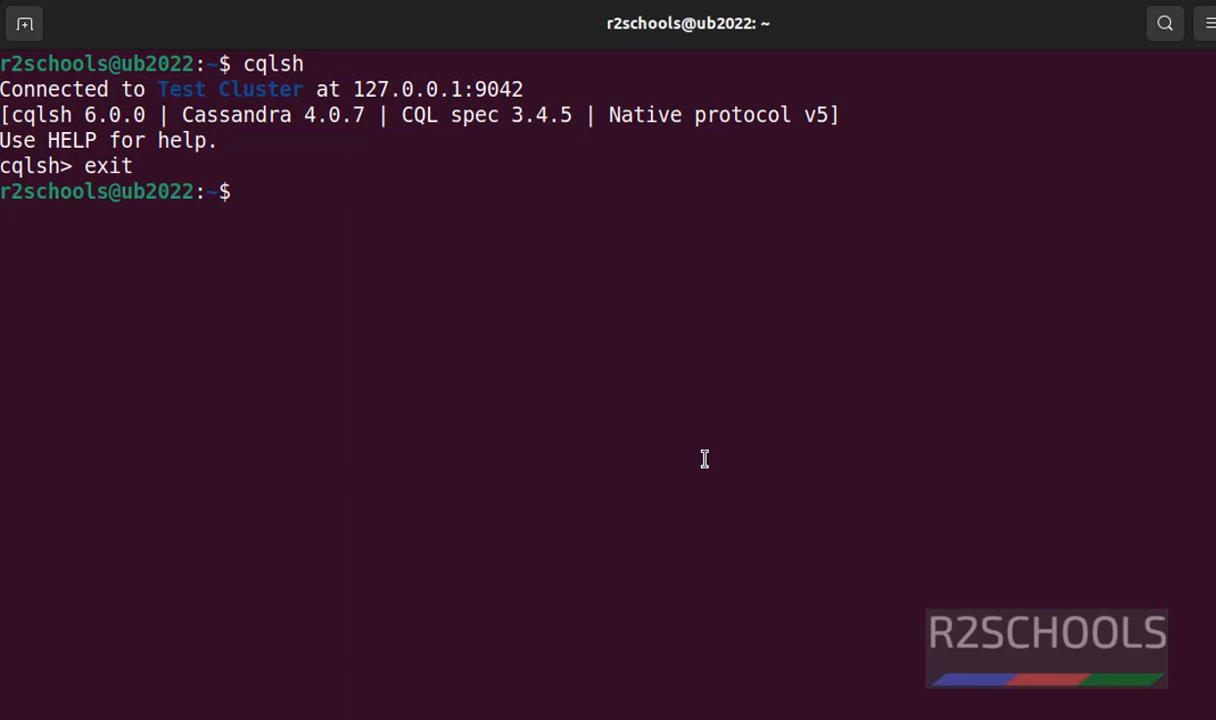 r2schools@ub2022: ~
r2schools@ub2022:~$ cqlsh
Connected to Test Cluster at 127.0.0.1:9042
[cqlsh 6.0.0 | Cassandra 4.0.7 | CQL spec 3.4.5 | Native protocol v5]
Use HELP for help.
cqlsh> exit
r2schools@ub2022:~$
R2SCHOOLS